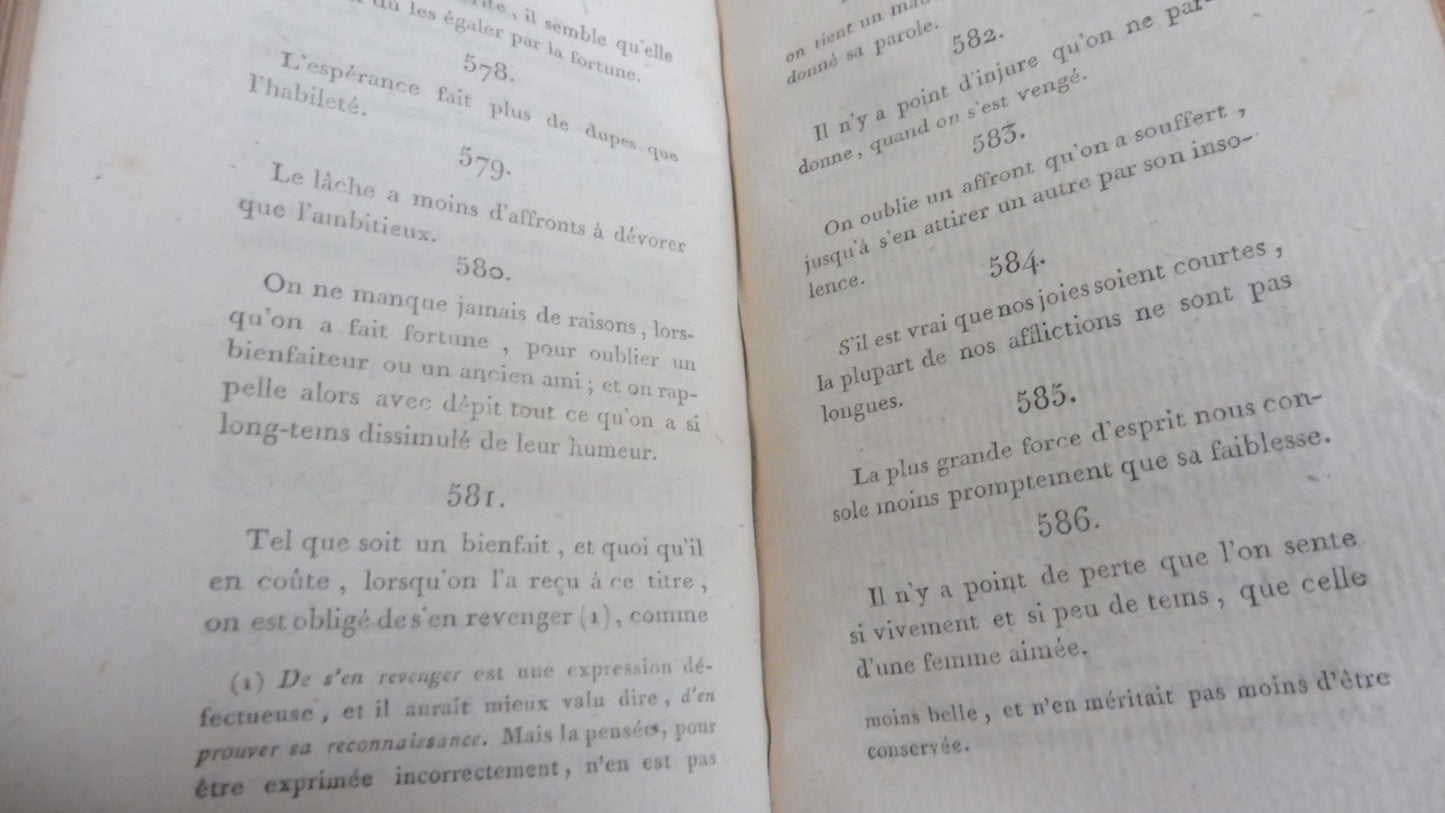 il semble qu'elle
les égaler par la fortune.
578.
L'espérance fait plus de dupes que
l'habileté.
579.
Le lâche a moins d'affronts à dévorer
que l'ambitieux.
580.
On ne manque jamais de raisons, lors-
qu'on a fait fortune, pour oublier un
bienfaiteur ou un ancien ami; et on rap-
pelle alors avec dépit tout ce qu'on a si
long-tems dissimulé de leur humeur.
581.
Tel que soit un bienfait, et quoi qu'il
en coûte, lorsqu'on l'a reçu à ce titre,
on est obligé de s'en revenger (1), comme
(1) De s'en revenger est une expression dé-
fectueuse, et il aurait mieux valu dire, d'en
prouver sa reconnaissance. Mais la pensée, pour
être exprimée incorrectement, n'en est pas
on tient un
donné sa parole.
582.
Il n'y a point d'injure qu'on ne par-
donne, quand on s'est vengé.
583.
On oublie un affront qu'on a souffert,
jusqu'à s'en attirer un autre par son inso-
lence.
584.
S'il est vrai que nos joies soient courtes,
la plupart de nos afflictions ne sont pas
longues.
585.
La plus grande force d'esprit nous con-
sole moins promptement que sa faiblesse.
586.
Il n'y a point de perte que l'on sente
si vivement et si peu de tems, que celle
d'une femme aimée.
moins belle, et n'en méritait pas moins d'être
conservée.